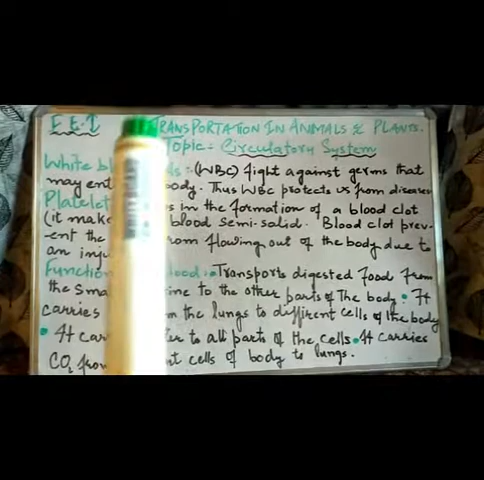 TRANSPORTATION IN ANIMALS & PLANTS.
Topic: Circulatory System
White bl :- (WBC) fight against germs that
may ent body. Thus WBC protects us from diseases
Platelet s in the formation of a blood clot
(it make blood semi-solid. Blood clot prev-
ent the from flowing out of the body due to
an inju
Function lood :- Transports digested food from
the sma ine to the other parts of The body • It
carries m the lungs to different cells of the body
• It car ter to all parts of the cells • It carries
CO2 from nt cells of body to lungs.